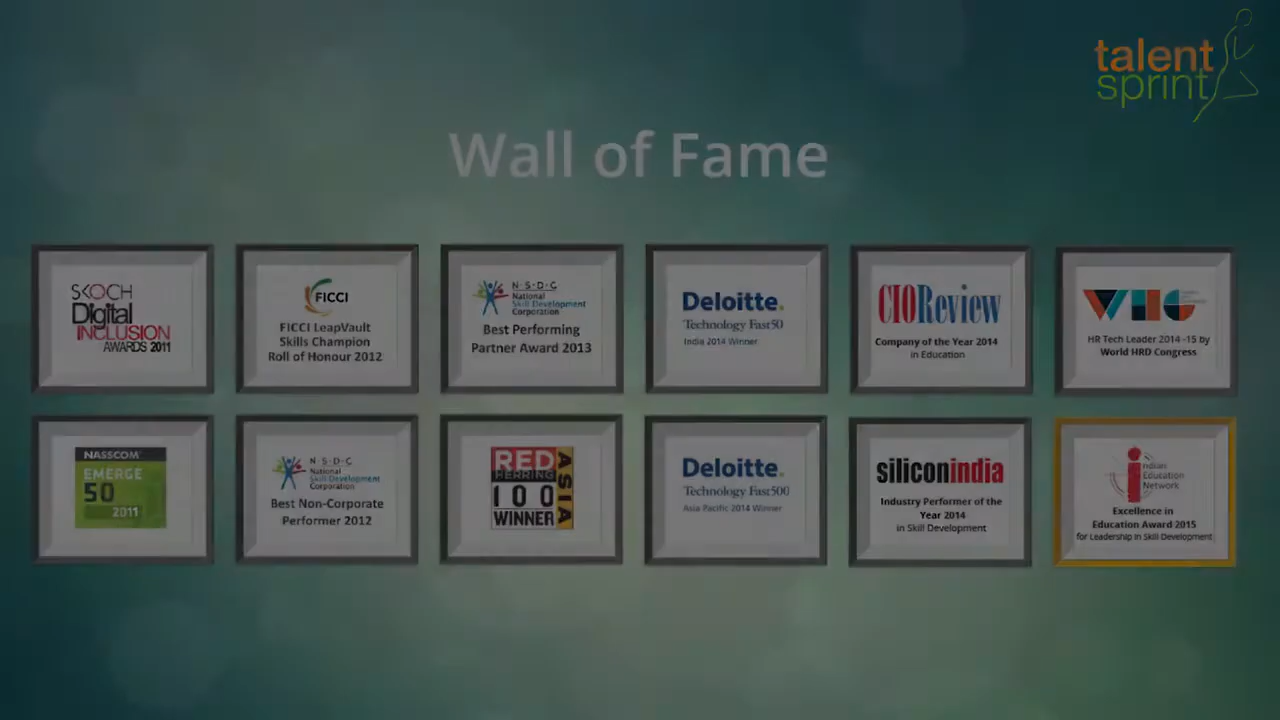 talent
sprint
Wall of Fame
SKOCH
Digital
INCLUSION
AWARDS 2011
FICCI
FICCI LeapVault
Skills Champion
Roll of Honour 2012
N·S·D·C
National
Skill Development
Corporation
Best Performing
Partner Award 2013
Deloitte.
Technology Fast50
India 2014 Winner
CIOReview
Company of the Year 2014
in Education
HR Tech Leader 2014 -15 by
World HRD Congress
NASSCOM
EMERGE
50
2011
N·S·D·C
National
Skill Development
Corporation
Best Non-Corporate
Performer 2012
RED
HERRING
100
WINNER
ASIA
Deloitte.
Technology Fast500
Asia Pacific 2014 Winner
siliconindia
Industry Performer of the
Year 2014
in Skill Development
indian
Education
Network
Excellence in
Education Award 2015
for Leadership in Skill Development